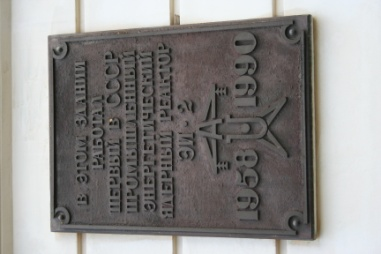 В ЭТОМ ЗДАНИИ
РАБОТАЛ
ПЕРВЫЙ В СССР
ПРОМЫШЛЕННЫЙ
ЭНЕРГЕТИЧЕСКИЙ
ЯДЕРНЫЙ РЕАКТОР
ЭИ-2
1958 1990